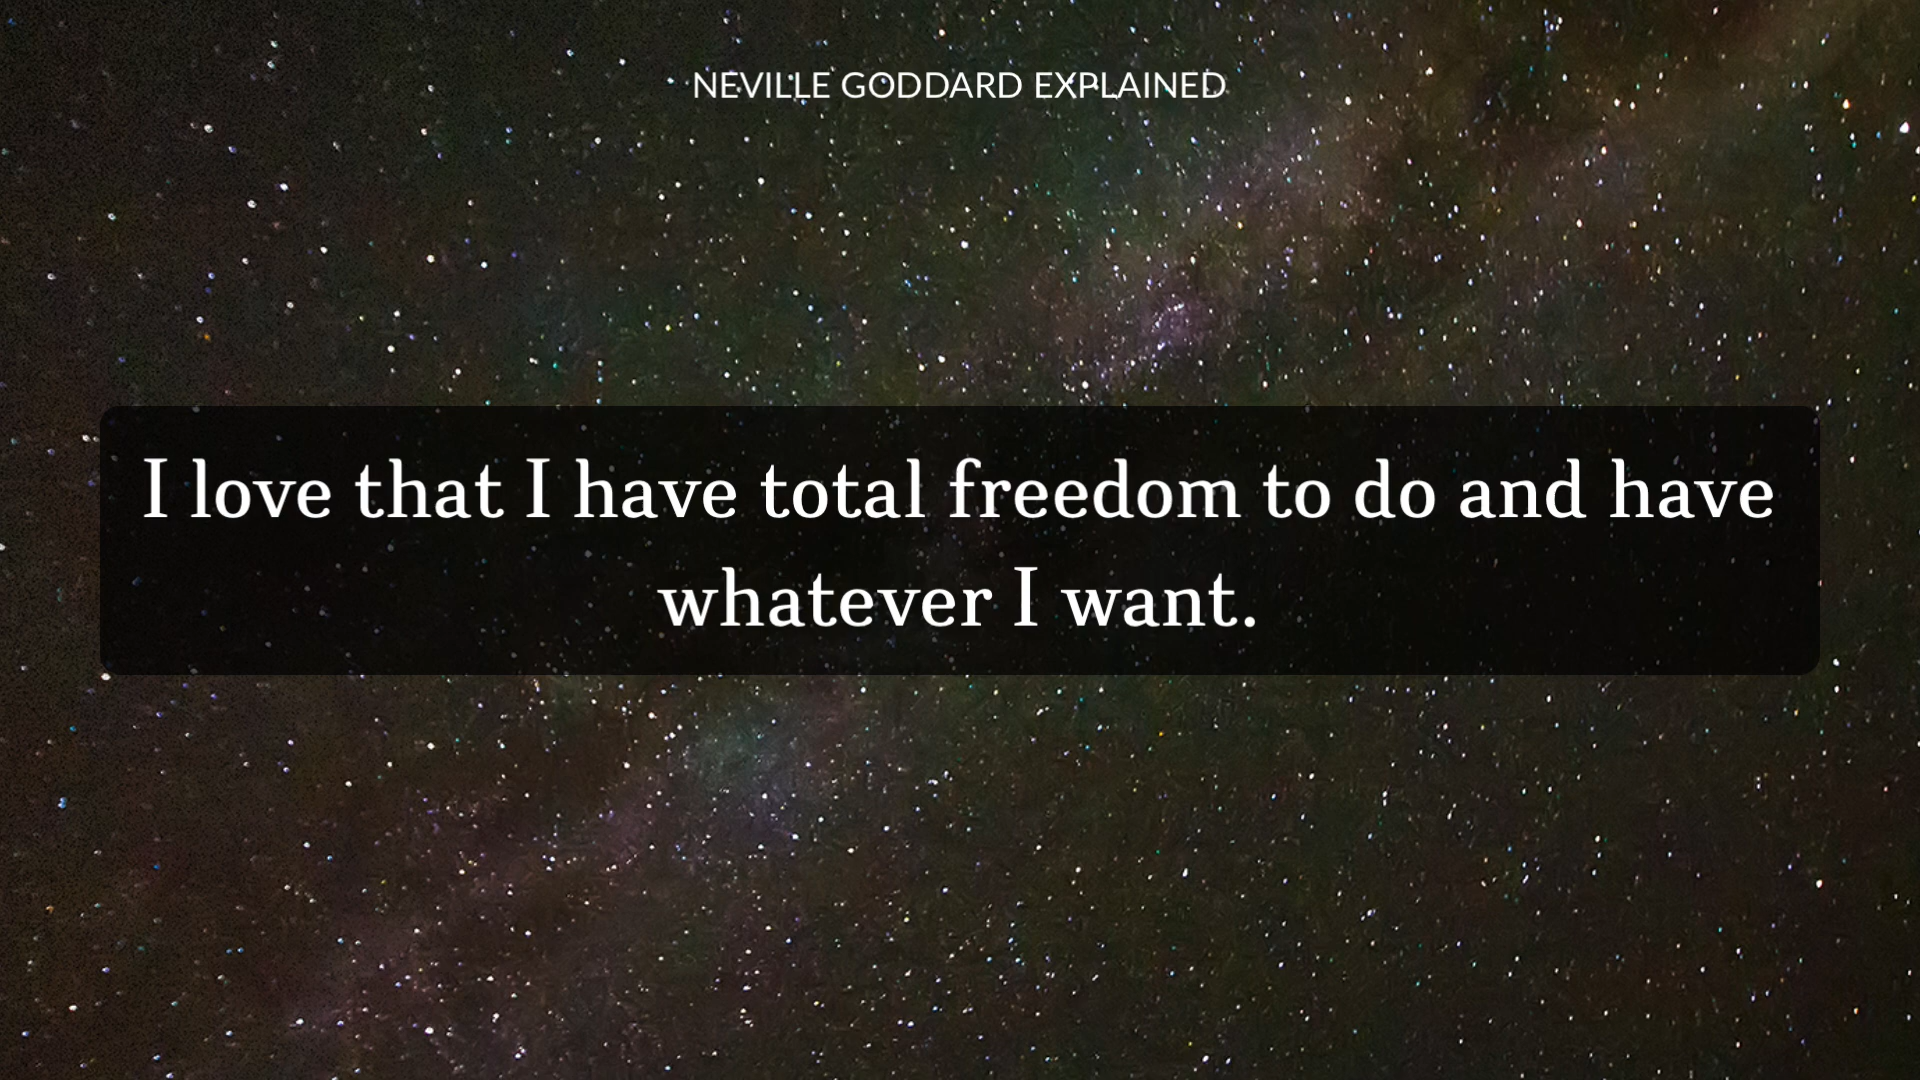 NEVILLE GODDARD EXPLAINED
I love that I have total freedom to do and have
whatever I want.